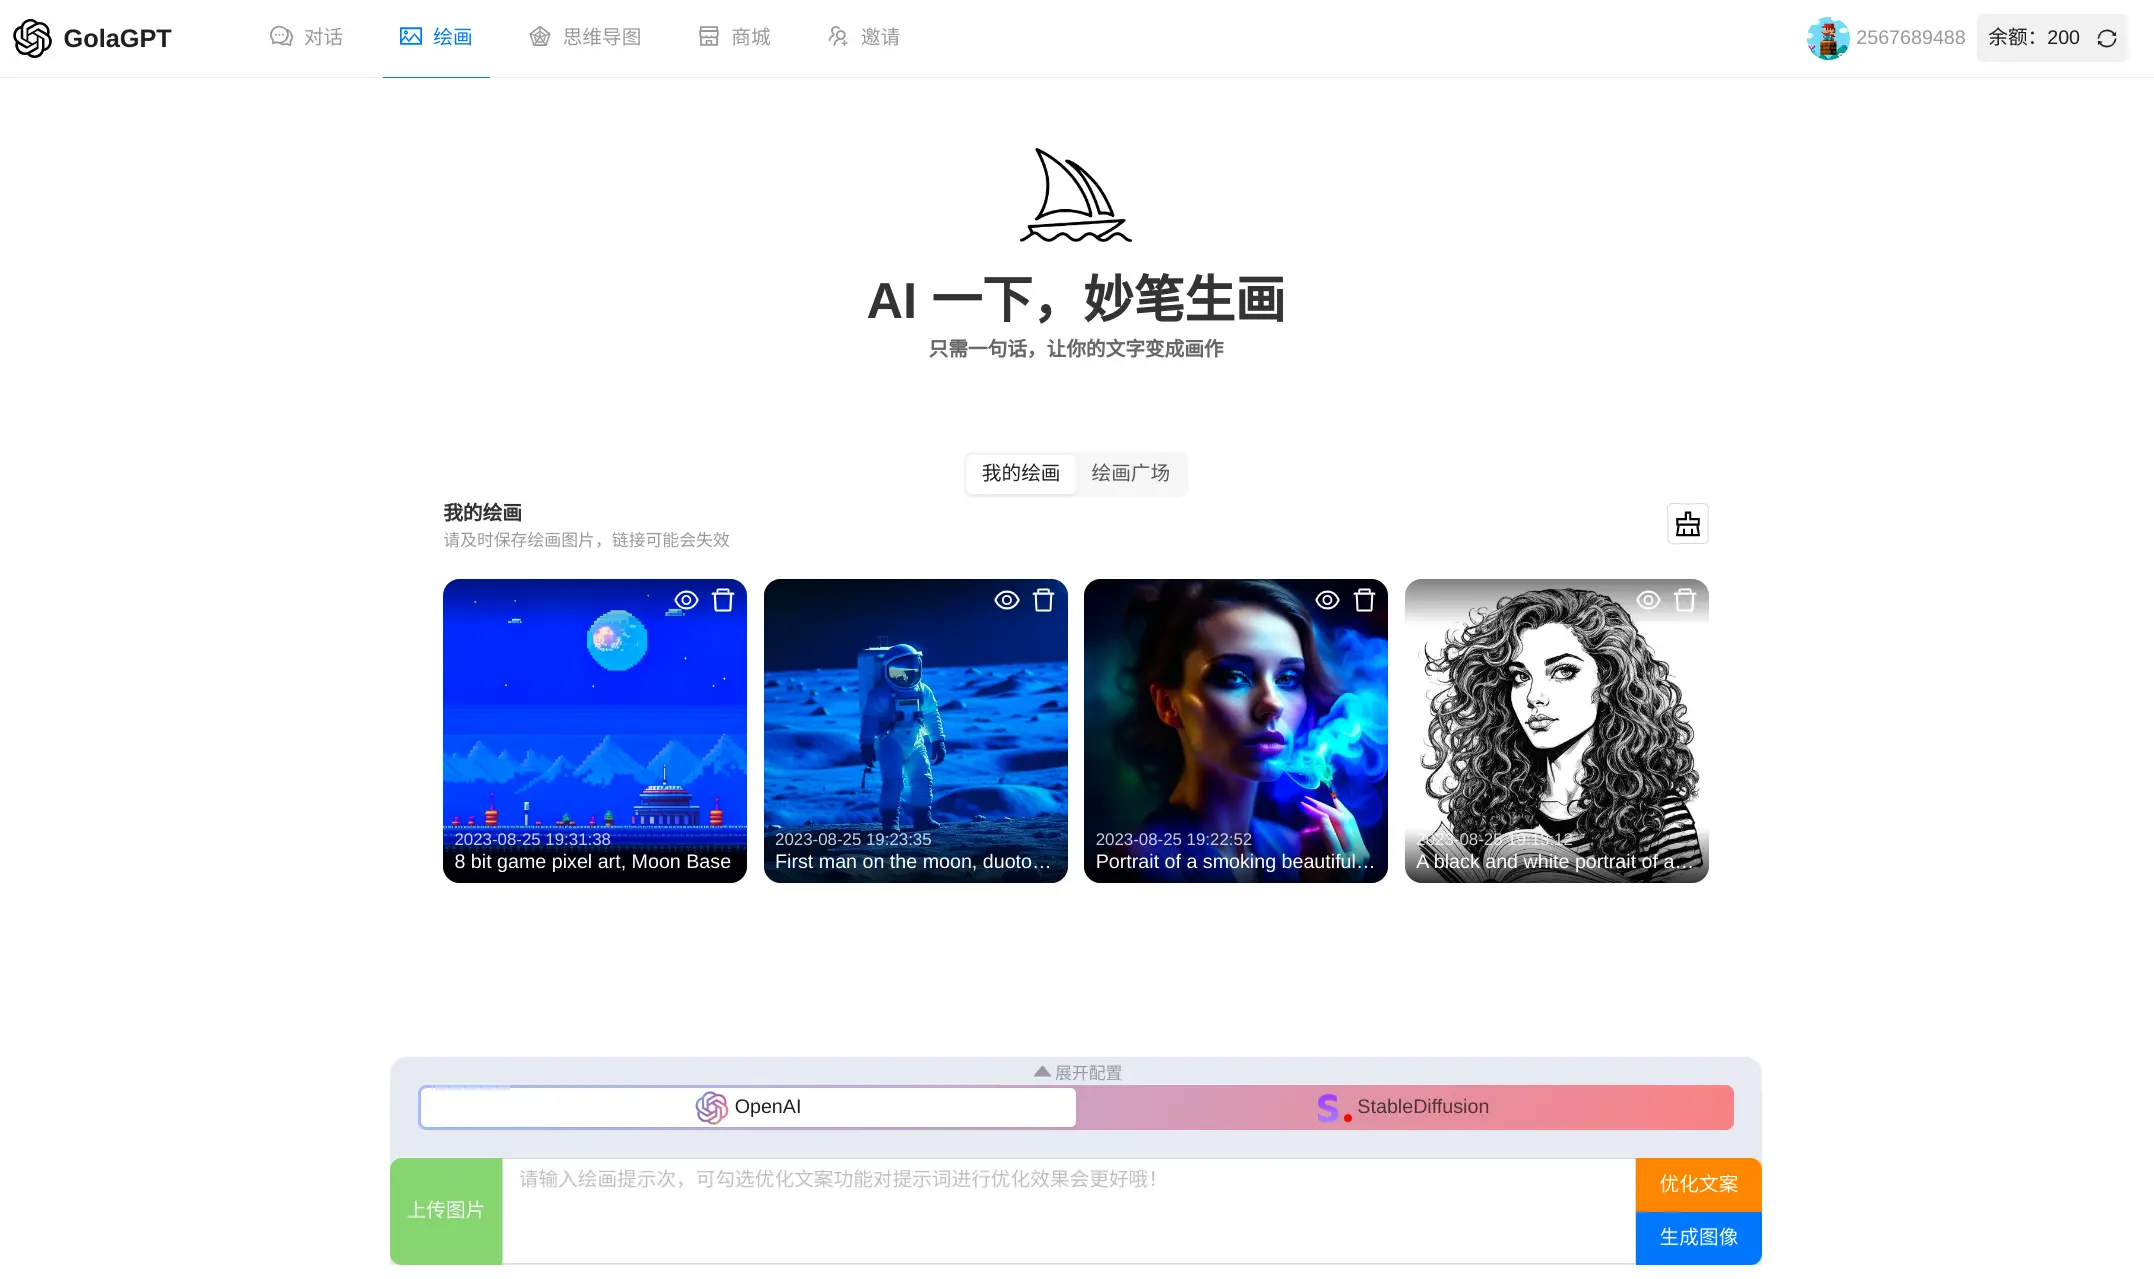 GolaGPT
对话
绘画
思维导图
商城
邀请
2567689488
余额：200
AI 一下，妙笔生画
只需一句话，让你的文字变成画作
我的绘画
绘画广场
我的绘画
请及时保存绘画图片，链接可能会失效
2023-08-25 19:31:38
8 bit game pixel art, Moon Base
2023-08-25 19:23:35
First man on the moon, duoto…
2023-08-25 19:22:52
Portrait of a smoking beautiful…
2023-08-25 19:19:12
A black and white portrait of a…
展开配置
OpenAI
StableDiffusion
上传图片
请输入绘画提示次，可勾选优化文案功能对提示词进行优化效果会更好哦！
优化文案
生成图像